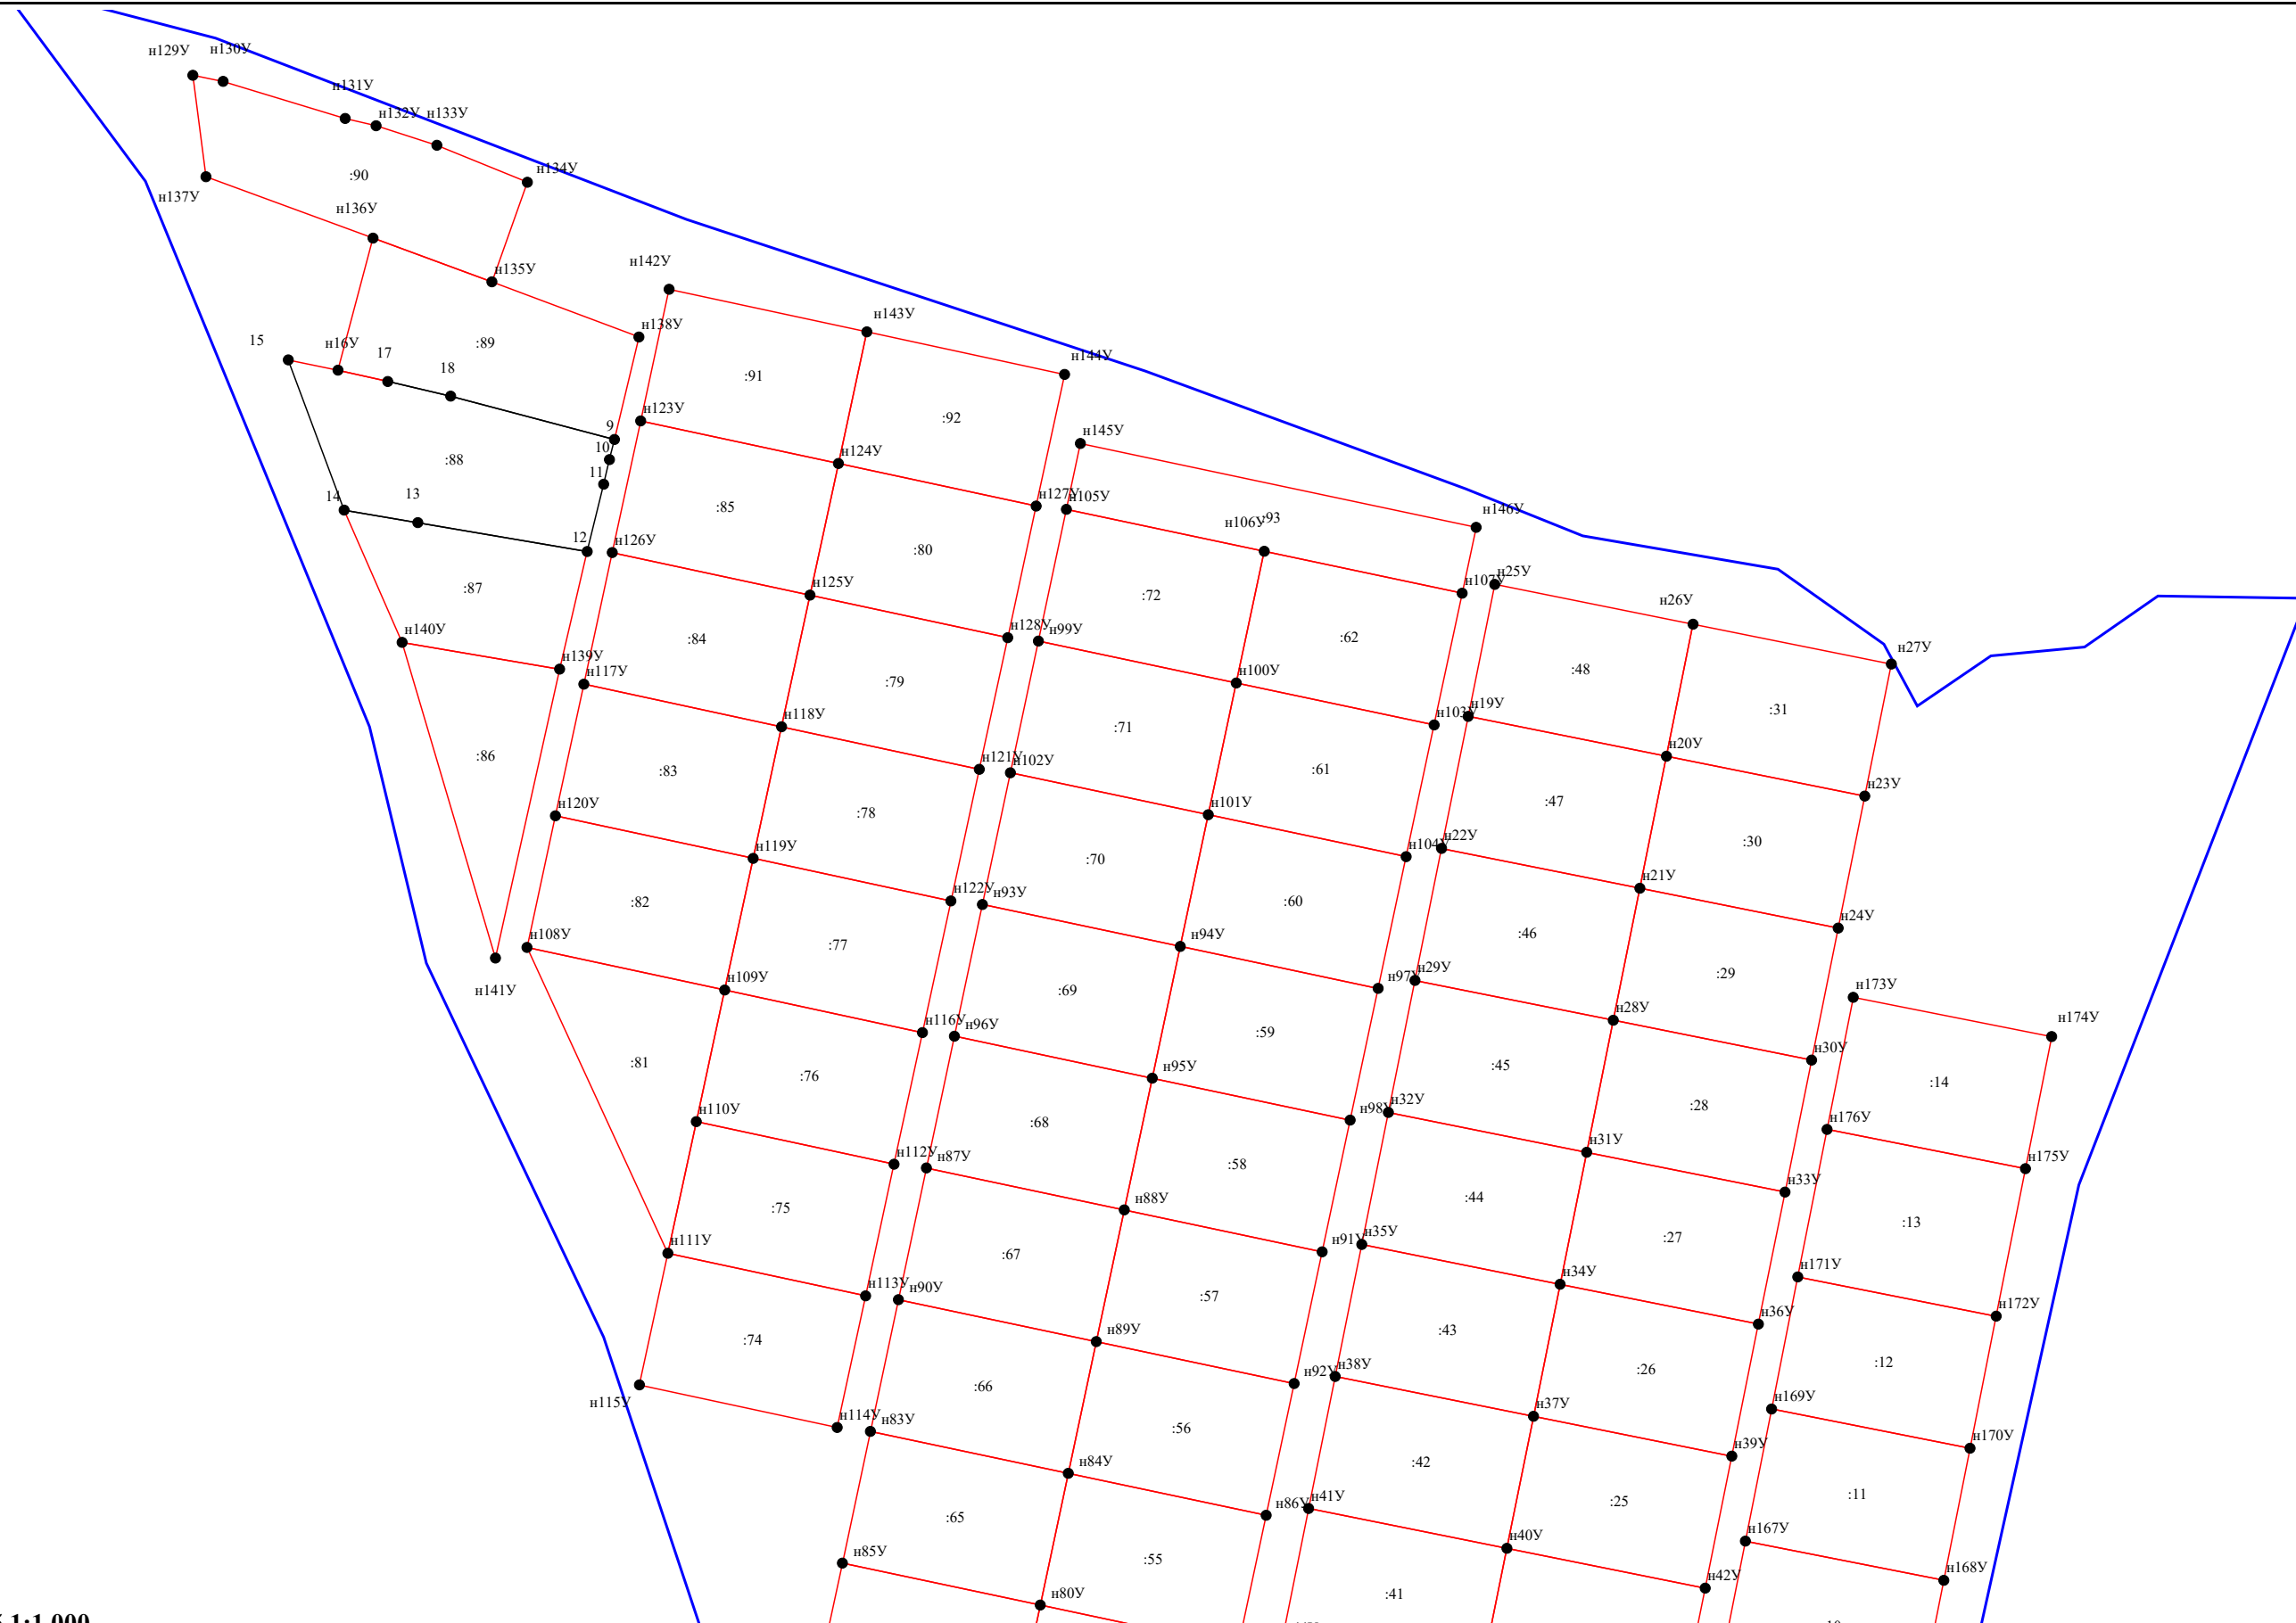 н129У н130У
н131У
н132У н133У
:90
н134У
н137У
н136У
н142У
н135У
н138У
н143У
15
н16У
:89
17
н144У
18
:91
н123У
:92
9
н145У
10
н124У
:88
11
13
14
н127У
н105У
:85
н146У
н106У
:93
12
н126У
:80
н125У
н107У
н25У
:87
:72
н26У
н140У
:84
н128У
н99У
:62
н27У
н139У
н117У
:79
н100У
:48
:31
н118У
н103У
н19У
:86
:71
н20У
:83
н121У
н102У
:61
н23У
н120У
:78
н101У
:47
н119У
н104У
н22У
:30
:70
н21У
:82
н122У
н93У
:60
н24У
н108У
:77
н94У
:46
н109У
н97У
н29У
:29
н173У
н141У
:69
н28У
н174У
н116У
н96У
:59
н30У
:81
:76
н95У
:45
:14
н110У
н98У
н32У
:28
н176У
:68
н31У
н112У
н87У
:58
н175У
н33У
:75
н88У
:44
:13
н111У
н91У
н35У
:27
:67
н34У
н171У
н113У
н90У
:57
н36У
н172У
:74
н89У
:43
н92У
н38У
:26
:12
н115У
:66
н37У
н169У
н114У
н83У
:56
н39У
н170У
н84У
:42
н86У
н41У
:25
:11
:65
н40У
н167У
н85У
:55
н42У
н168У
н80У
:41
1:1 000